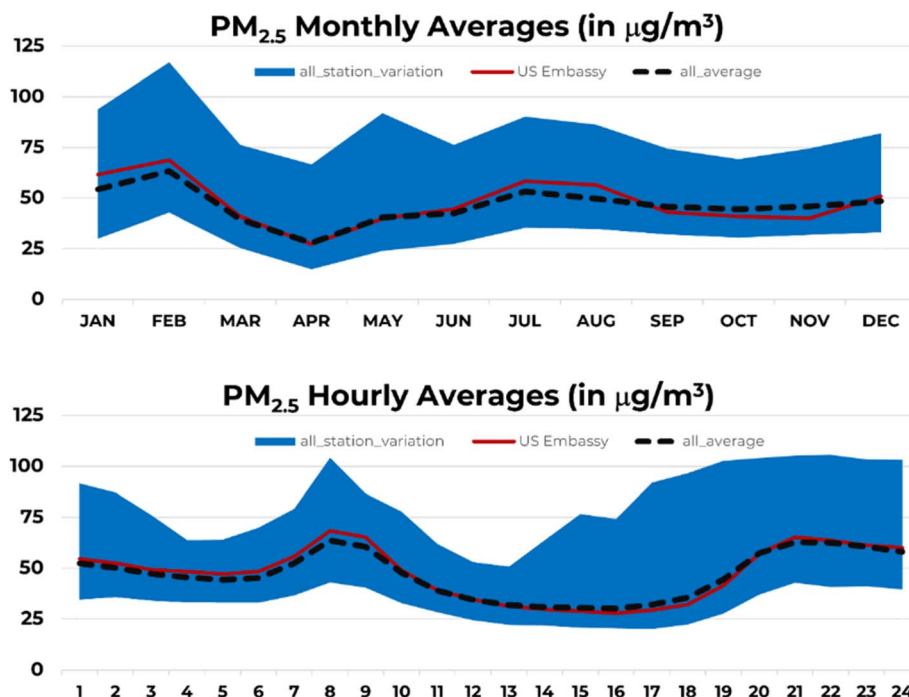 PM₂.₅ Monthly Averages (in μg/m³)
125
all_station_variation US Embassy all_average
100
75
50
25
0
JAN FEB MAR APR MAY JUN JUL AUG SEP OCT NOV DEC
PM₂.₅ Hourly Averages (in μg/m³)
125
all_station_variation US Embassy all_average
100
75
50
25
0
1 2 3 4 5 6 7 8 9 10 11 12 13 14 15 16 17 18 19 20 21 22 23 24